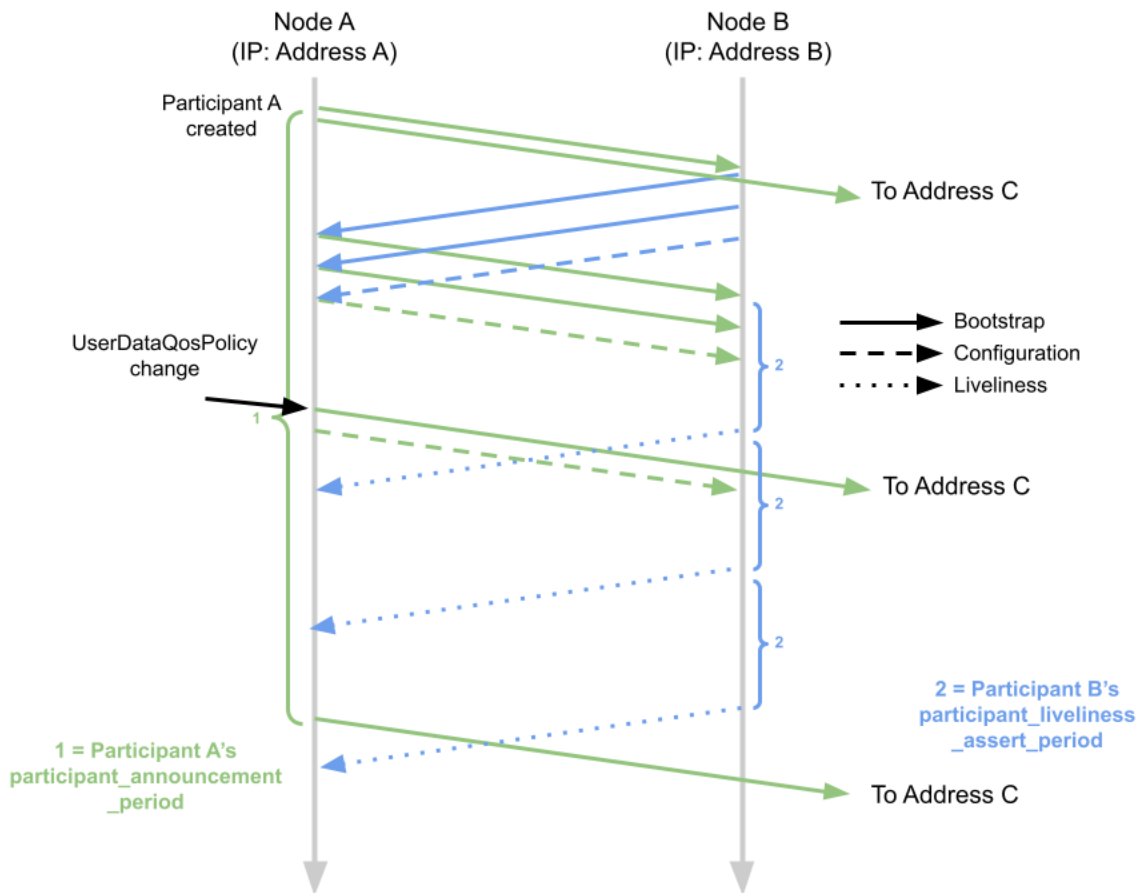 Node A
(IP: Address A)
Node B
(IP: Address B)
Participant A
created
To Address C
UserDataQosPolicy
change
Bootstrap
Configuration
Liveliness
2
1
To Address C
2
2
2 = Participant B's
participant_liveliness
_assert_period
1 = Participant A's
participant_announcement
_period
To Address C